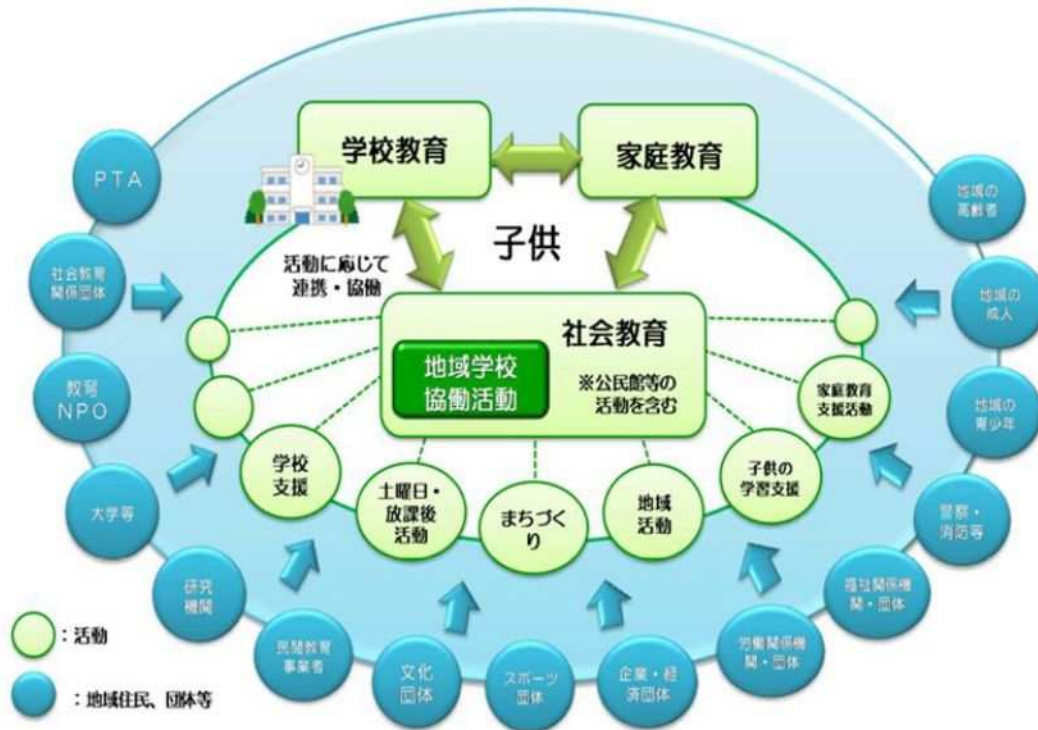 学校教育
家庭教育
子供
活動に応じて
連携・協働
社会教育
地域学校
協働活動
※公民館等の
活動を含む
学校
支援
土曜日・
放課後
活動
まちづく
り
地域
活動
子供の
学習支援
家庭教育
支援活動
PTA
社会教育
関係団体
教育
NPO
大学等
研究
機関
民間教育
事業者
文化
団体
スポーツ
団体
企業・経
済団体
労働関係機
関・団体
福祉関係機
関・団体
警察・
消防等
地域の
青少年
地域の
成人
地域の
高齢者
：活動
：地域住民、団体等